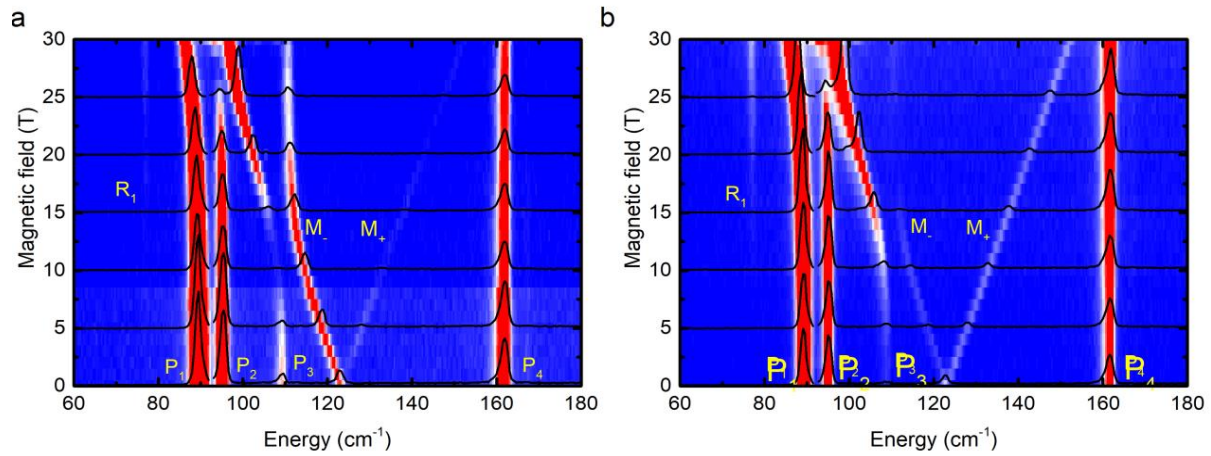 a
b
30
25
20
15
10
5
0
Magnetic field (T)
R₁
M₋
M₊
P₁
P₂
P₃
P₄
60
80
100
120
140
160
180
Energy (cm⁻¹)
30
25
20
15
10
5
0
Magnetic field (T)
R₁
M₋
M₊
P₁
P₂
P₃
P₄
60
80
100
120
140
160
180
Energy (cm⁻¹)